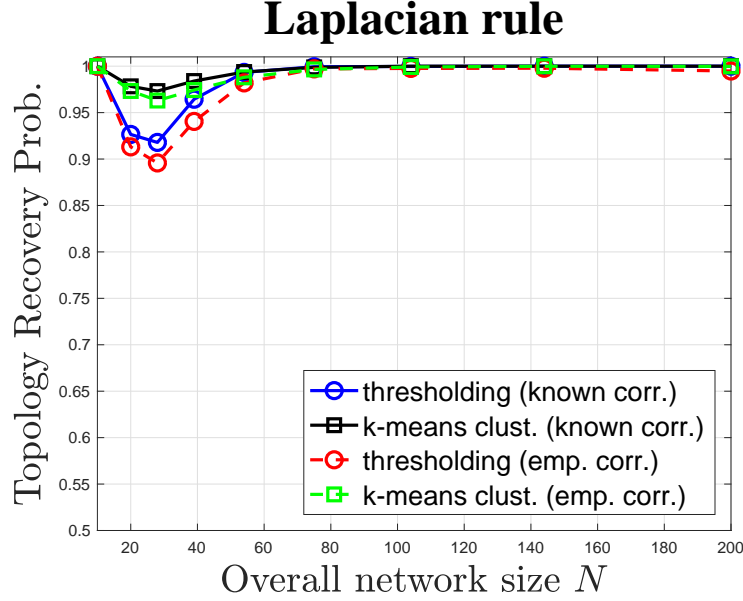 Laplacian rule
Topology Recovery Prob.
1
0.95
0.9
0.85
0.8
0.75
0.7
0.65
0.6
0.55
0.5
thresholding (known corr.)
k-means clust. (known corr.)
thresholding (emp. corr.)
k-means clust. (emp. corr.)
20 40 60 80 100 120 140 160 180 200
Overall network size N